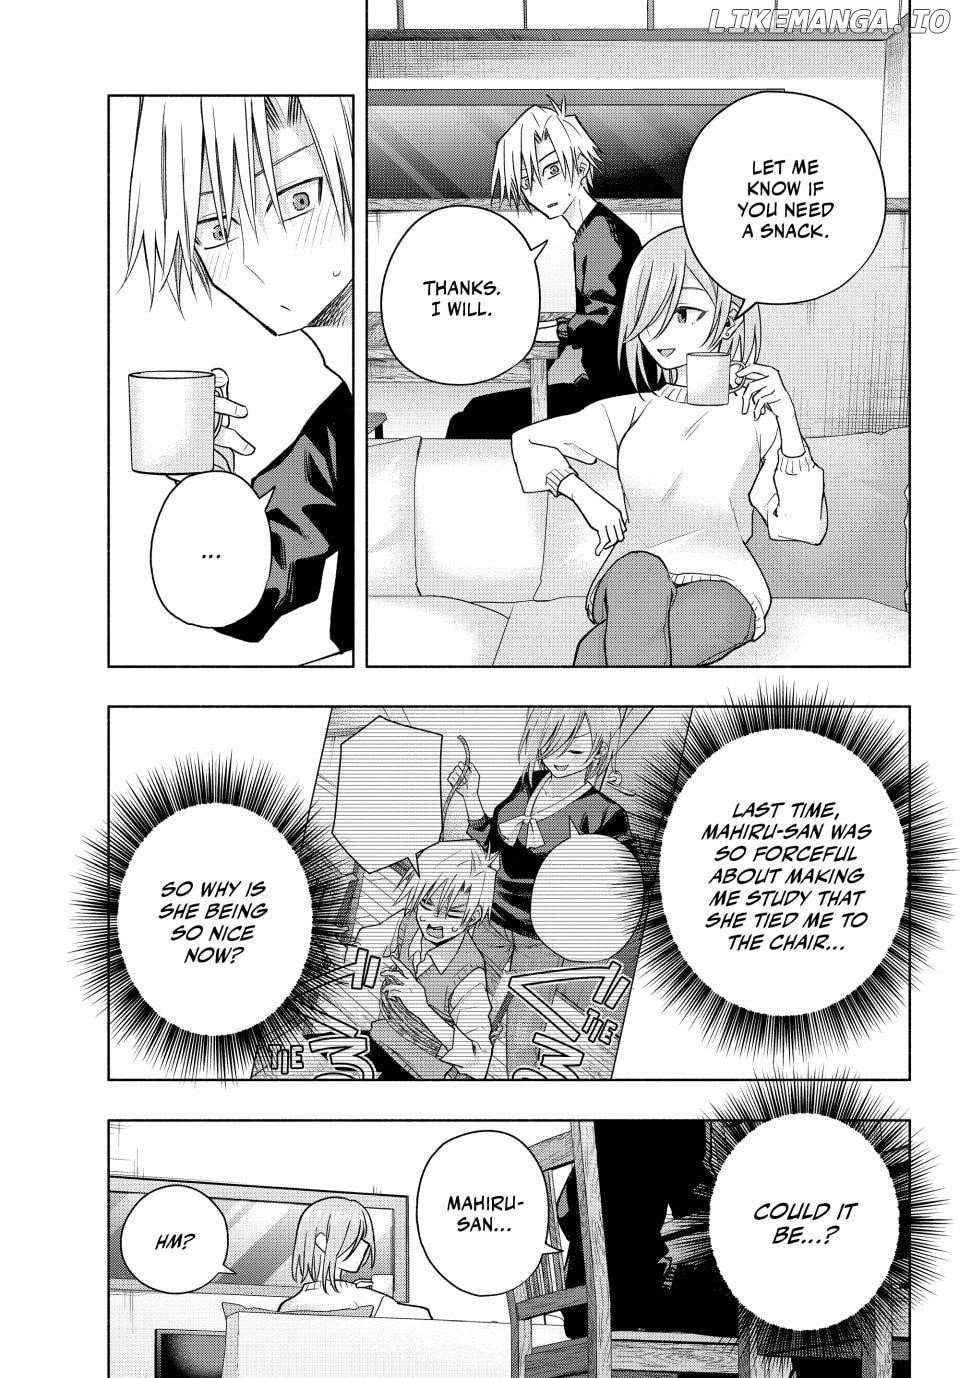 LIKEMANGA.IO
LET ME
KNOW IF
YOU NEED
A SNACK.
THANKS.
I WILL.
...
LAST TIME,
MAHIRU-SAN WAS
SO FORCEFUL
ABOUT MAKING
ME STUDY THAT
SHE TIED ME TO
THE CHAIR...
TIE
TIE
SO WHY IS
SHE BEING
SO NICE
NOW?
COULD IT
BE...?
MAHIRU-
SAN...
HM?